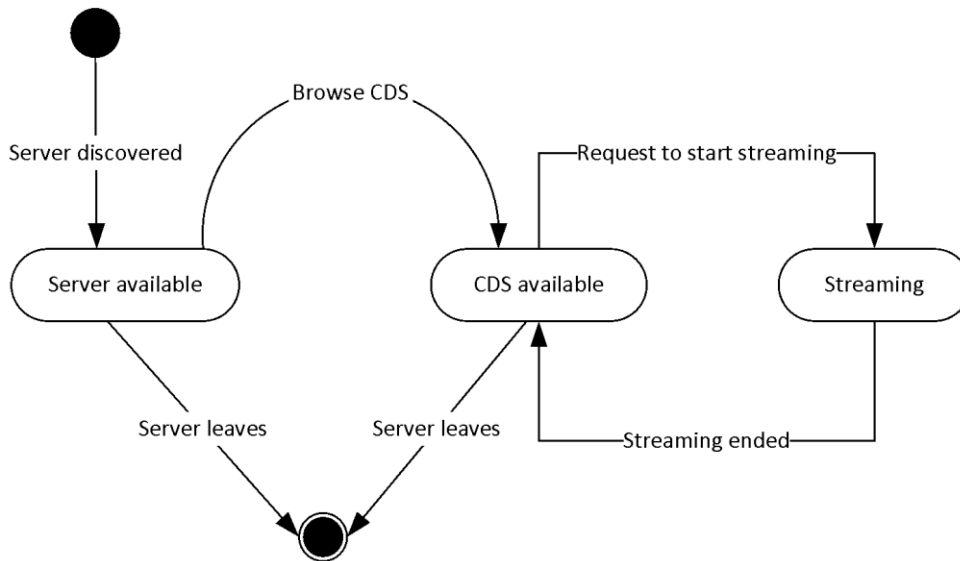 Browse CDS
Server discovered
Request to start streaming
Server available
CDS available
Streaming
Server leaves
Server leaves
Streaming ended